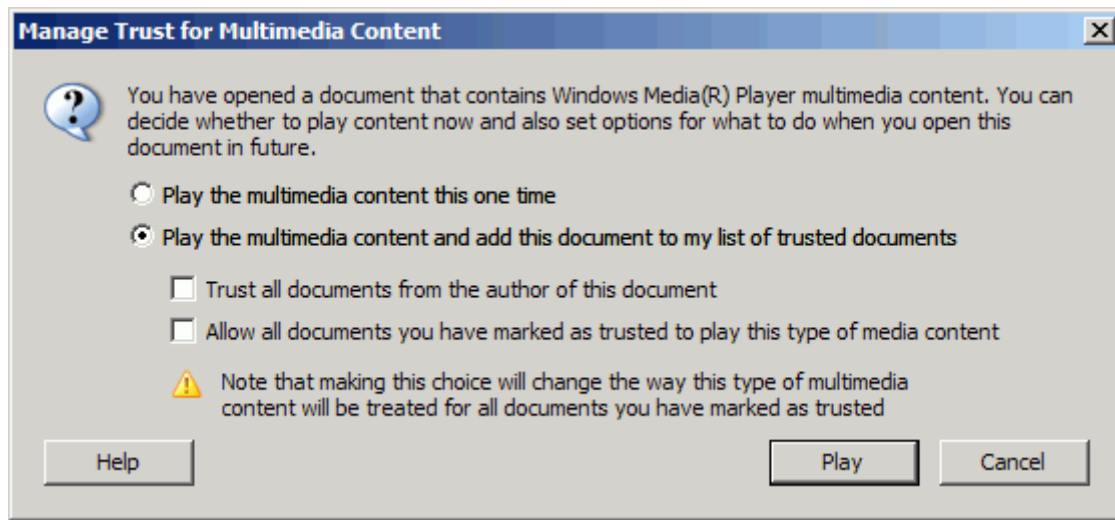 Manage Trust for Multimedia Content
You have opened a document that contains Windows Media(R) Player multimedia content. You can
decide whether to play content now and also set options for what to do when you open this
document in future.
Play the multimedia content this one time
Play the multimedia content and add this document to my list of trusted documents
Trust all documents from the author of this document
Allow all documents you have marked as trusted to play this type of media content
Note that making this choice will change the way this type of multimedia
content will be treated for all documents you have marked as trusted
Help
Play
Cancel